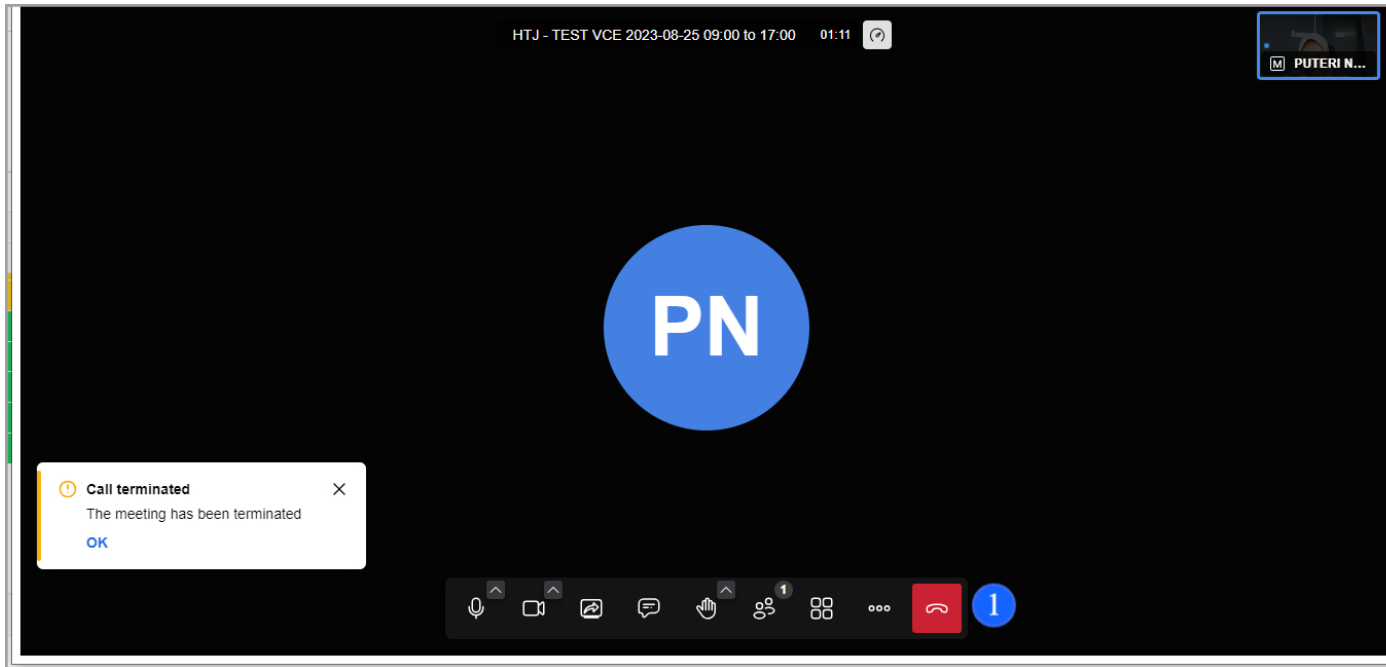 HTJ - TEST VCE 2023-08-25 09:00 to 17:00 01:11
M PUTERI N...
PN
Call terminated
The meeting has been terminated
OK
1
1